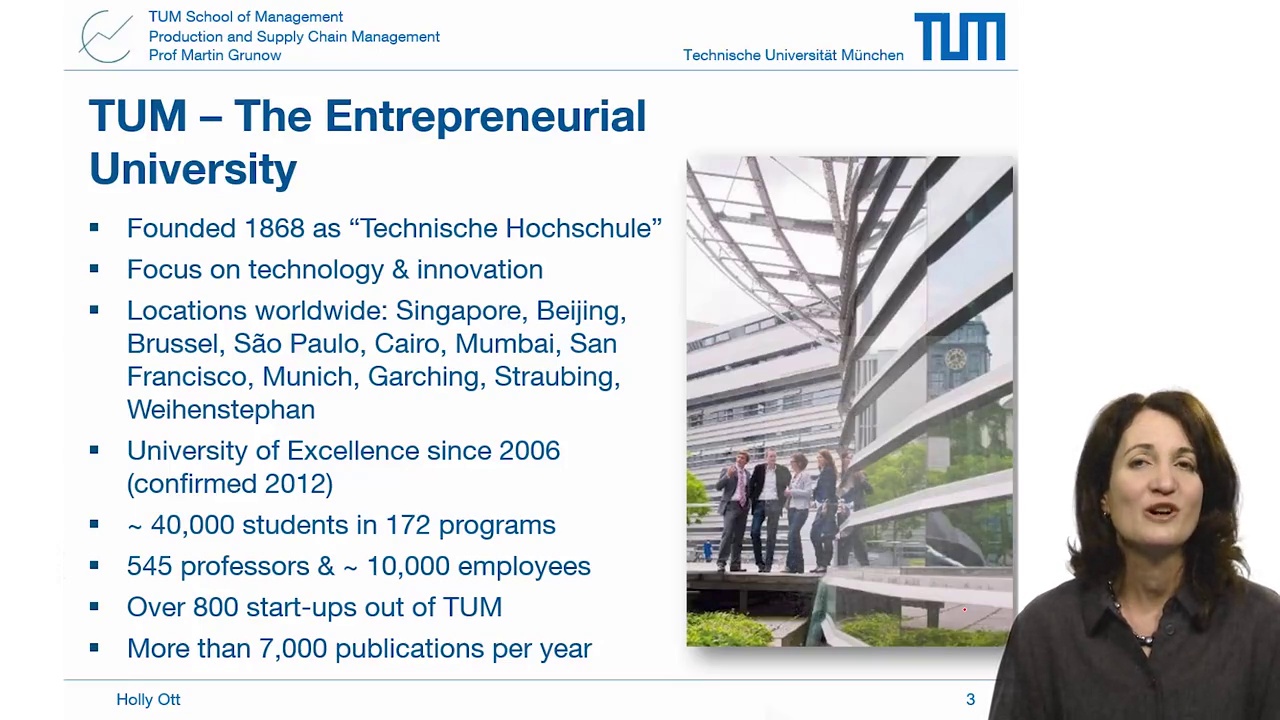 TUM School of Management
Production and Supply Chain Management
Prof Martin Grunow
Technische Universität München
TUM
TUM – The Entrepreneurial
University
▪ Founded 1868 as “Technische Hochschule”
▪ Focus on technology & innovation
▪ Locations worldwide: Singapore, Beijing,
Brussel, São Paulo, Cairo, Mumbai, San
Francisco, Munich, Garching, Straubing,
Weihenstephan
▪ University of Excellence since 2006
(confirmed 2012)
▪ ~ 40,000 students in 172 programs
▪ 545 professors & ~ 10,000 employees
▪ Over 800 start-ups out of TUM
▪ More than 7,000 publications per year
Holly Ott
3